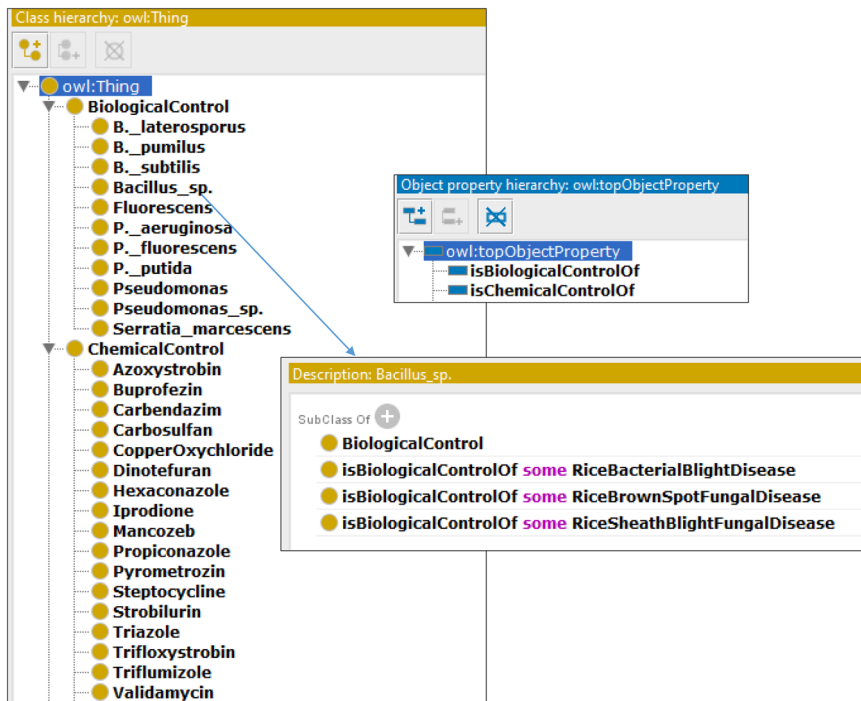 Class hierarchy: owl:Thing
owl:Thing
BiologicalControl
B._laterosporus
B._pumilus
B._subtilis
Bacillus_sp.
Fluorescens
P._aeruginosa
P._fluorescens
P._putida
Pseudomonas
Pseudomonas_sp.
Serratia_marcescens
ChemicalControl
Azoxystrobin
Buprofezin
Carbendazim
Carbosulfan
CopperOxychloride
Dinotefuran
Hexaconazole
Iprodione
Mancozeb
Propiconazole
Pyrometrozin
Steptocycline
Strobilurin
Triazole
Trifloxystrobin
Triflumizole
Validamycin
Object property hierarchy: owl:topObjectProperty
owl:topObjectProperty
isBiologicalControlOf
isChemicalControlOf
Description: Bacillus_sp.
SubClass Of
BiologicalControl
isBiologicalControlOf some RiceBacterialBlightDisease
isBiologicalControlOf some RiceBrownSpotFungalDisease
isBiologicalControlOf some RiceSheathBlightFungalDisease